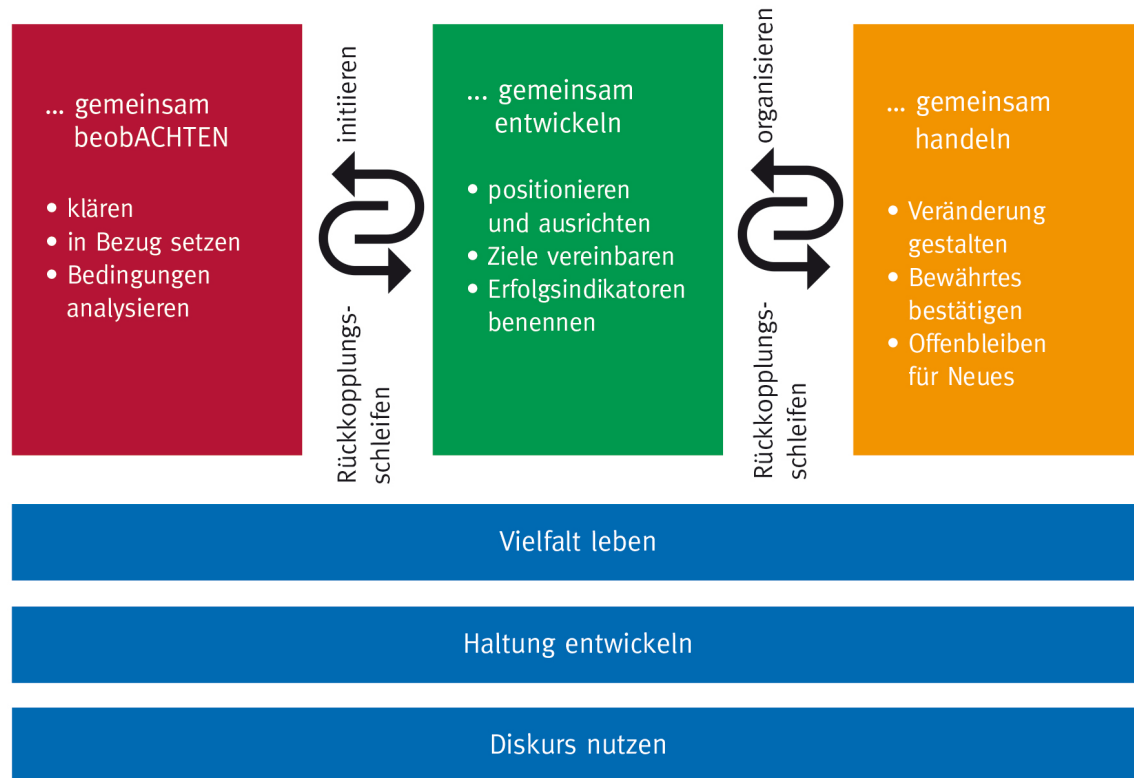 ... gemeinsam
beobACHTEN
• klären
• in Bezug setzen
• Bedingungen
analysieren
initiieren
Rückkopplungs-
schleifen
... gemeinsam
entwickeln
• positionieren
und ausrichten
• Ziele vereinbaren
• Erfolgsindikatoren
benennen
organisieren
Rückkopplungs-
schleifen
... gemeinsam
handeln
• Veränderung
gestalten
• Bewährtes
bestätigen
• Offenbleiben
für Neues
Vielfalt leben
Haltung entwickeln
Diskurs nutzen